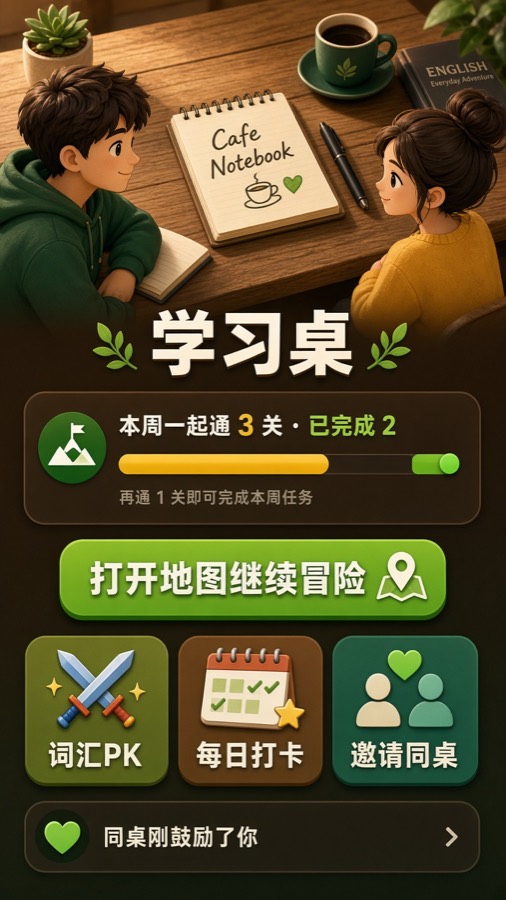 ENGLISH
Everyday Adventure
Cafe
Notebook
学习桌
本周一起通 3 关 · 已完成 2
再通 1 关即可完成本周任务
打开地图继续冒险
词汇PK
每日打卡
邀请同桌
同桌刚鼓励了你